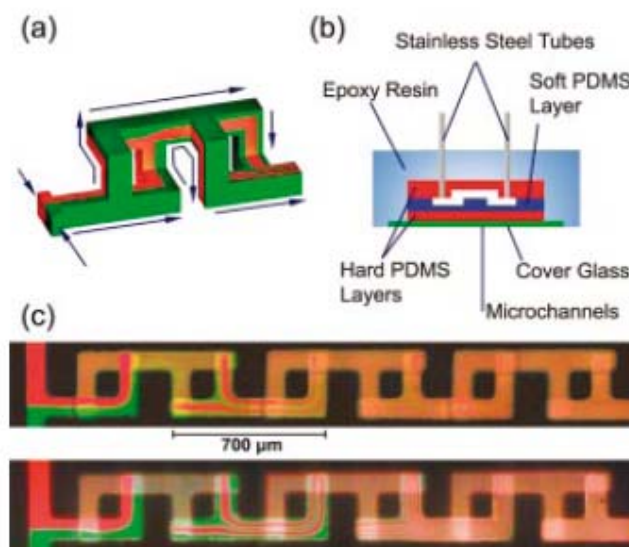 (a)
(b)
Stainless Steel Tubes
Epoxy Resin
Soft PDMS
Layer
Hard PDMS
Layers
Cover Glass
Microchannels
(c)
700 μm